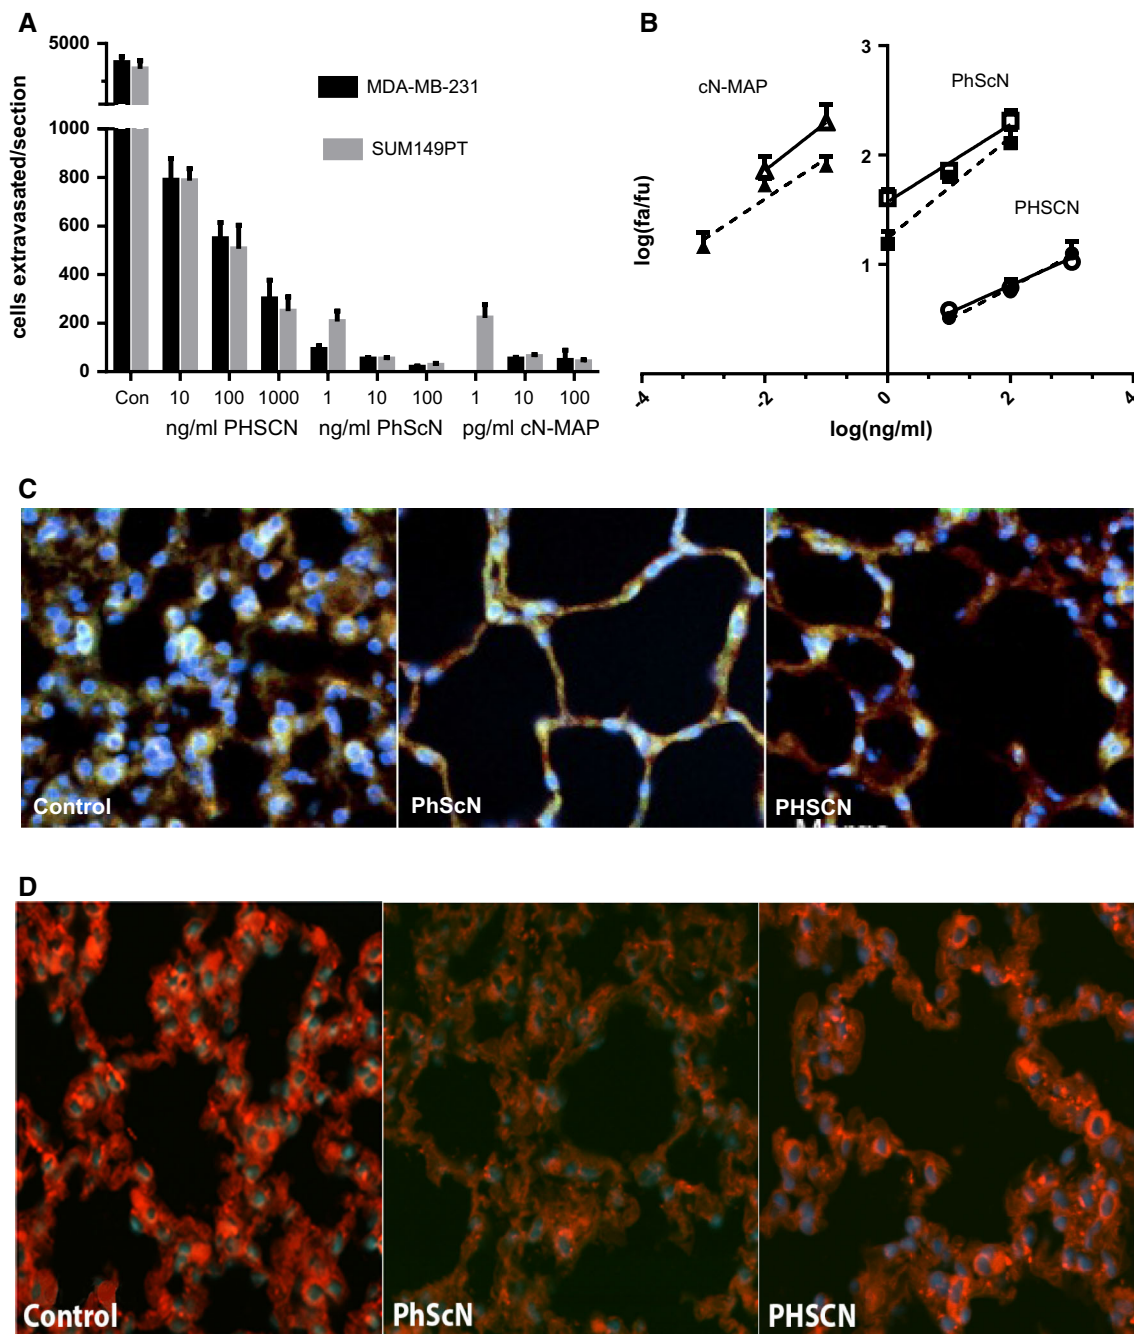 A
5000
1000
800
600
400
200
0
cells extravasated/section
MDA-MB-231
SUM149PT
Con 10 100 1000 1 10 100 1 10 100
ng/ml PHSCN ng/ml PhScN pg/ml cN-MAP
B
3
2
1
log(fa/fu)
cN-MAP
PhScN
PHSCN
-4 -2 0 2 4
log(ng/ml)
C
Control
PhScN
PHSCN
D
Control
PhScN
PHSCN